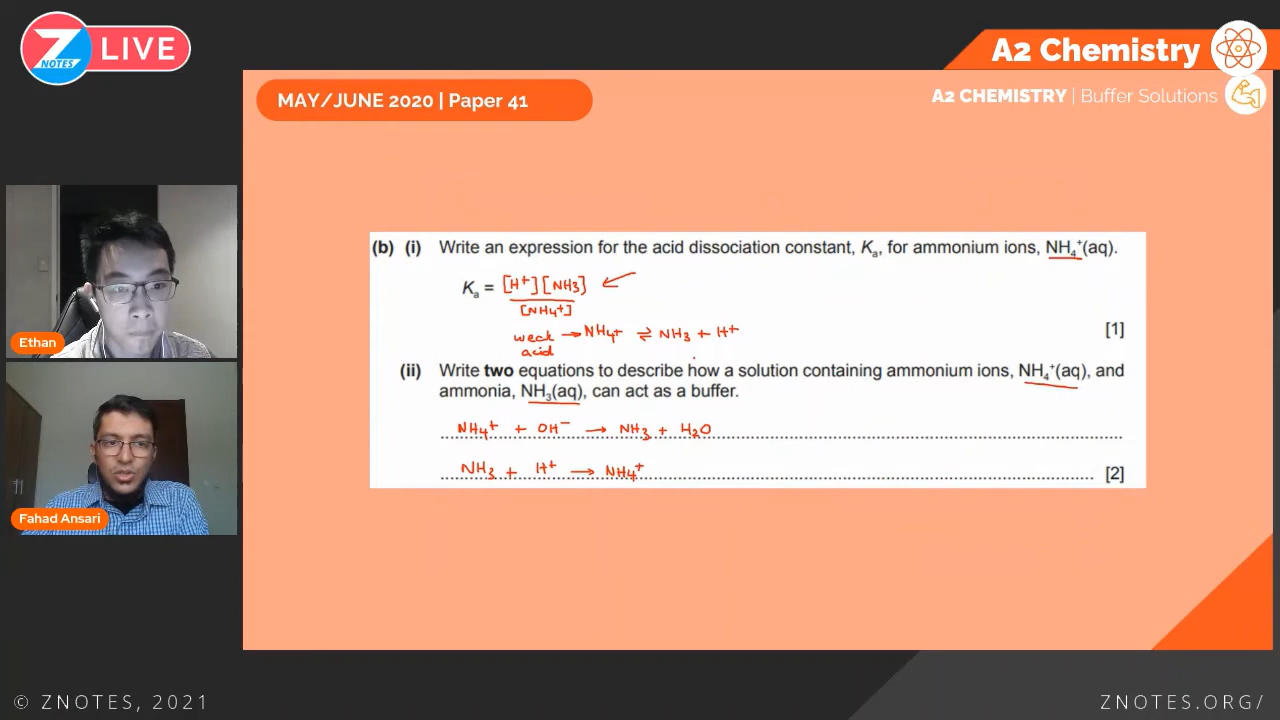 Z NOTES LIVE
A2 Chemistry
MAY/JUNE 2020 | Paper 41
A2 CHEMISTRY | Buffer Solutions
(b) (i) Write an expression for the acid dissociation constant, Kₐ, for ammonium ions, NH₄⁺(aq).
Kₐ = [H⁺][NH₃]
[NH₄⁺]
weak → NH₄⁺ ⇌ NH₃ + H⁺
acid
[1]
(ii) Write two equations to describe how a solution containing ammonium ions, NH₄⁺(aq), and
ammonia, NH₃(aq), can act as a buffer.
NH₄⁺ + OH⁻ → NH₃ + H₂O
NH₃ + H⁺ → NH₄⁺ [2]
Ethan
Fahad Ansari
© ZNOTES, 2021
ZNOTES.ORG/